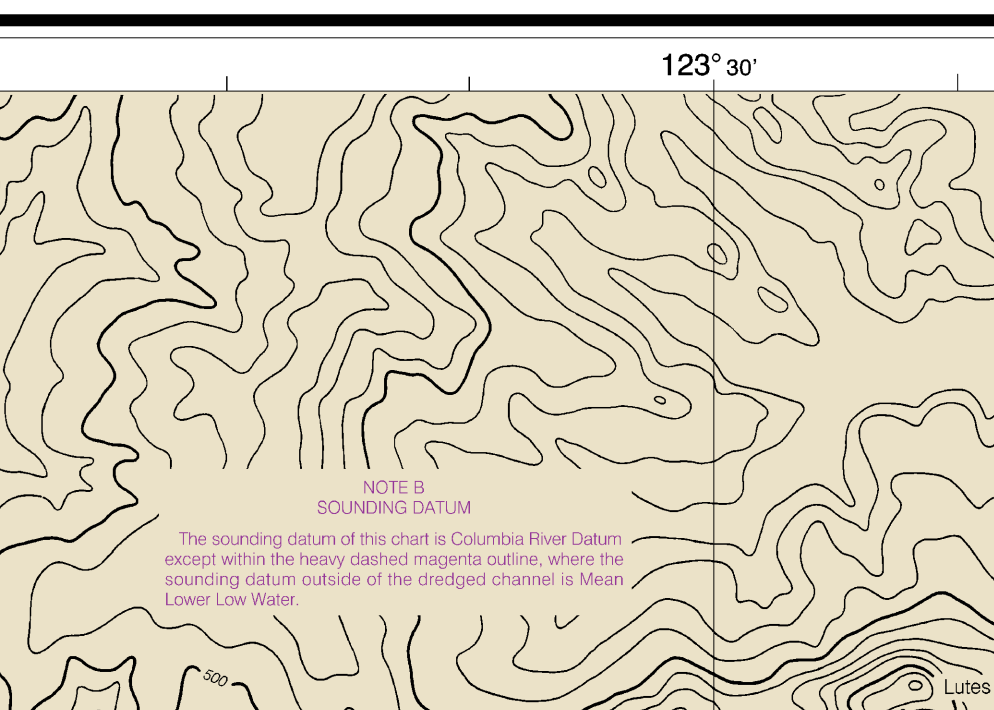 123° 30'
NOTE B
SOUNDING DATUM
The sounding datum of this chart is Columbia River Datum
except within the heavy dashed magenta outline, where the
sounding datum outside of the dredged channel is Mean
Lower Low Water.
500
Lutes